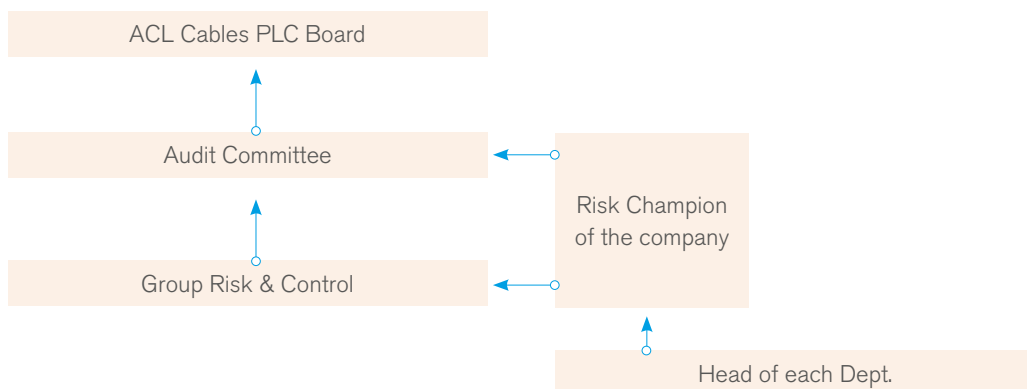 ACL Cables PLC Board
Audit Committee
Risk Champion
of the company
Group Risk & Control
Head of each Dept.